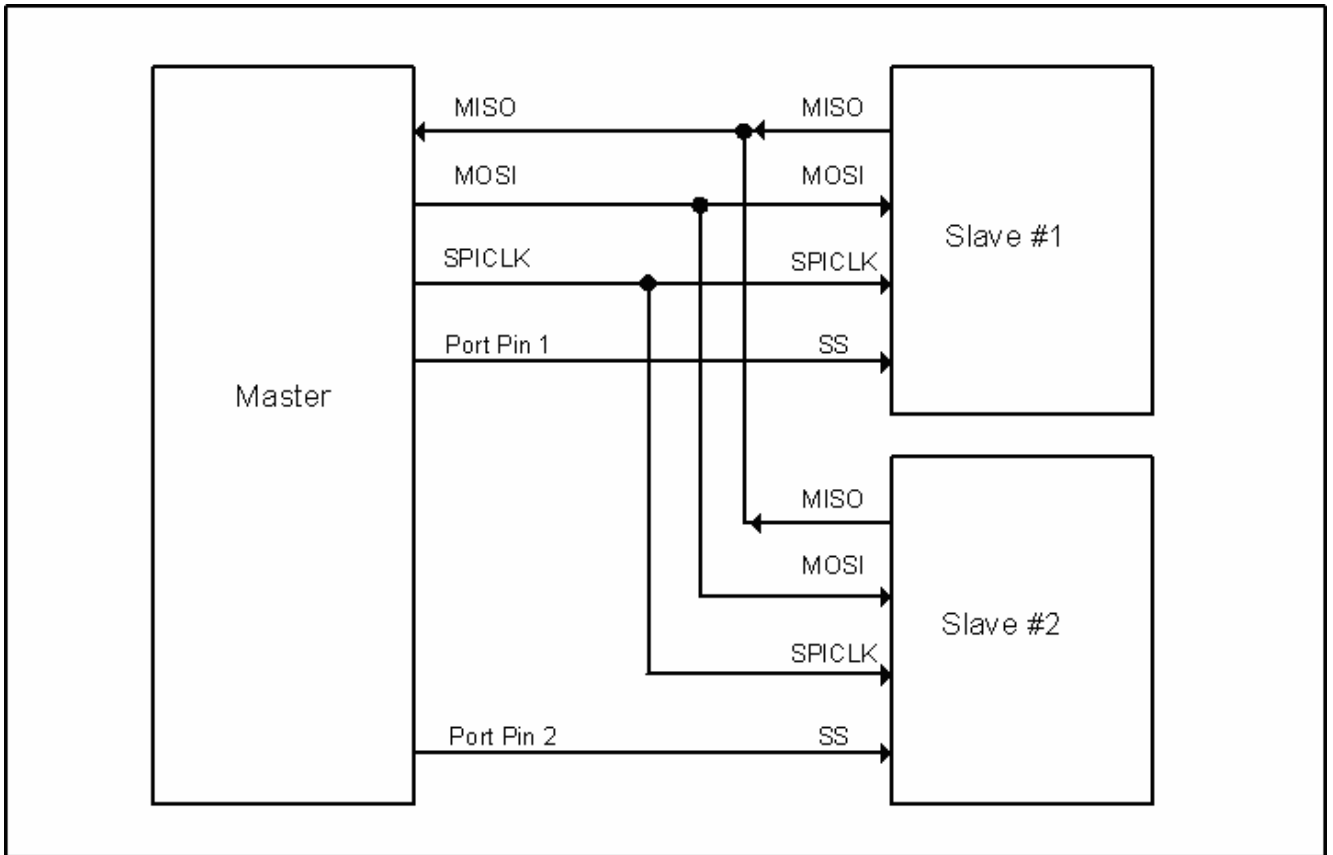 MISO MISO
MOSI MOSI
Slave #1
SPICLK SPICLK
Port Pin 1 SS
Master
MISO
MOSI
Slave #2
SPICLK
Port Pin 2 SS